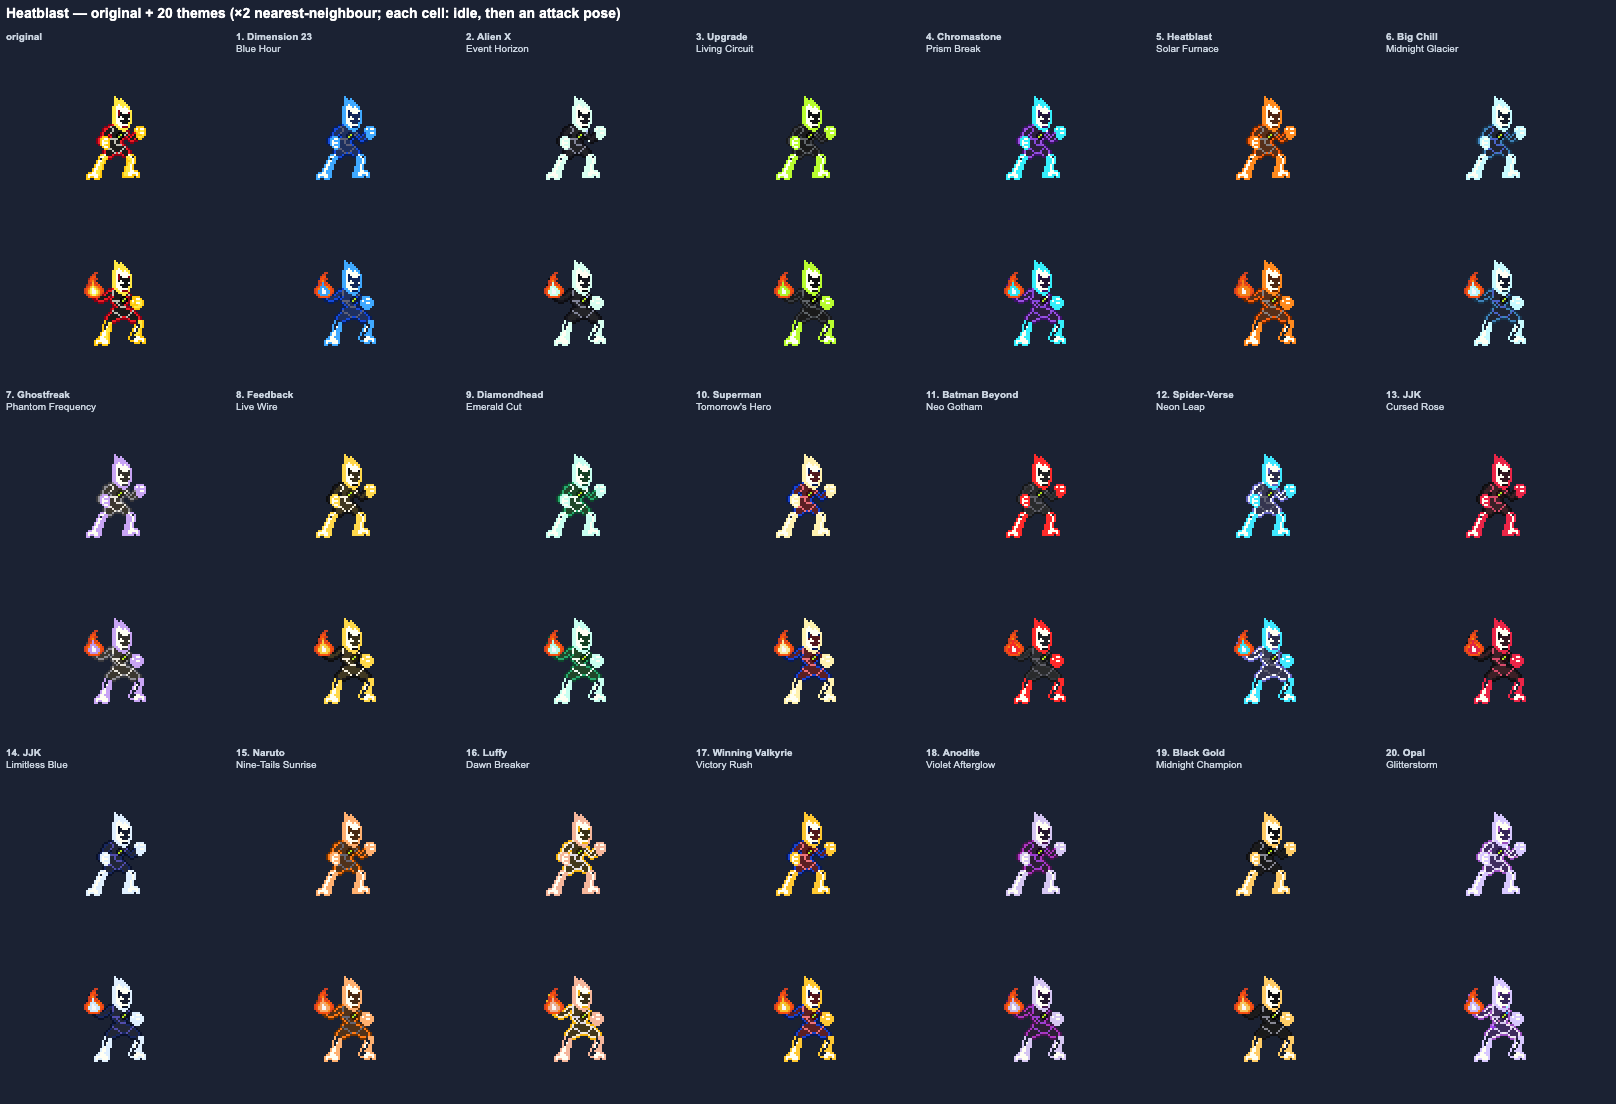 Heatblast — original + 20 themes (×2 nearest-neighbour; each cell: idle, then an attack pose)
original
1. Dimension 23
Blue Hour
2. Alien X
Event Horizon
3. Upgrade
Living Circuit
4. Chromastone
Prism Break
5. Heatblast
Solar Furnace
6. Big Chill
Midnight Glacier
7. Ghostfreak
Phantom Frequency
8. Feedback
Live Wire
9. Diamondhead
Emerald Cut
10. Superman
Tomorrow's Hero
11. Batman Beyond
Neo Gotham
12. Spider-Verse
Neon Leap
13. JJK
Cursed Rose
14. JJK
Limitless Blue
15. Naruto
Nine-Tails Sunrise
16. Luffy
Dawn Breaker
17. Winning Valkyrie
Victory Rush
18. Anodite
Violet Afterglow
19. Black Gold
Midnight Champion
20. Opal
Glitterstorm